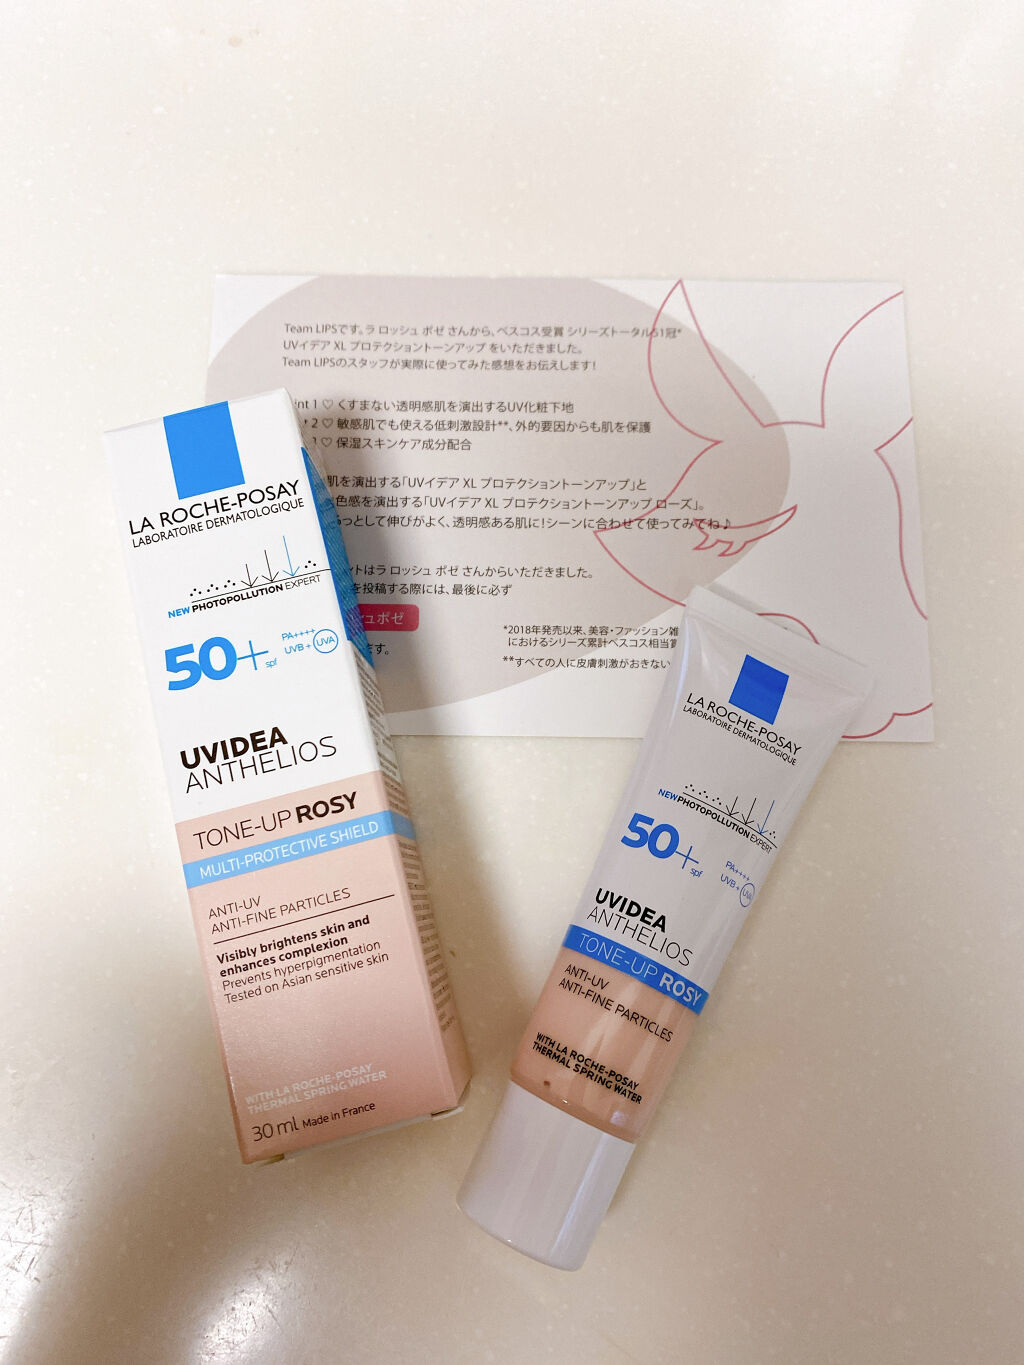 Team LIPSです。ラ ロッシュ ポゼ さんから、ベスコス受賞 シリーズトータル51冠*
UVイデア XL プロテクショントーンアップ をいただきました。
Team LIPSのスタッフが実際に使ってみた感想をお伝えします!
int 1 ♡ くすまない透明感肌を演出するUV化粧下地
2 ♡ 敏感肌でも使える低刺激設計**、外的要因からも肌を保護
♡ 保湿スキンケア成分配合
肌を演出する「UVイデア XL プロテクショントーンアップ」と
色感を演出する「UVイデア XL プロテクショントーンアップ ローズ」。
っとして伸びがよく、透明感ある肌に!シーンに合わせて使ってみてね♪
ントはラ ロッシュ ポゼ さんからいただきました。
を投稿する際には、最後に必ず
シュポゼ
ます。
*2018年発売以来、美容・ファッション雑
におけるシリーズ累計ベスコス相当賞
**すべての人に皮膚刺激がおきない
LA ROCHE-POSAY
LABORATOIRE DERMATOLOGIQUE
NEW PHOTOPOLLUTION EXPERT
50+ spf
PA++++
UVB + UVA
UVIDEA
ANTHELIOS
TONE-UP ROSY
MULTI-PROTECTIVE SHIELD
ANTI-UV
ANTI-FINE PARTICLES
Visibly brightens skin and
enhances complexion
Prevents hyperpigmentation
Tested on Asian sensitive skin
WITH LA ROCHE-POSAY
THERMAL SPRING WATER
30 ml Made in France
LA ROCHE-POSAY
LABORATOIRE DERMATOLOGIQUE
NEW PHOTOPOLLUTION EXPERT
50+ spf
PA++++
UVB + UVA
UVIDEA
ANTHELIOS
TONE-UP ROSY
ANTI-UV
ANTI-FINE PARTICLES
WITH LA ROCHE-POSAY
THERMAL SPRING WATER